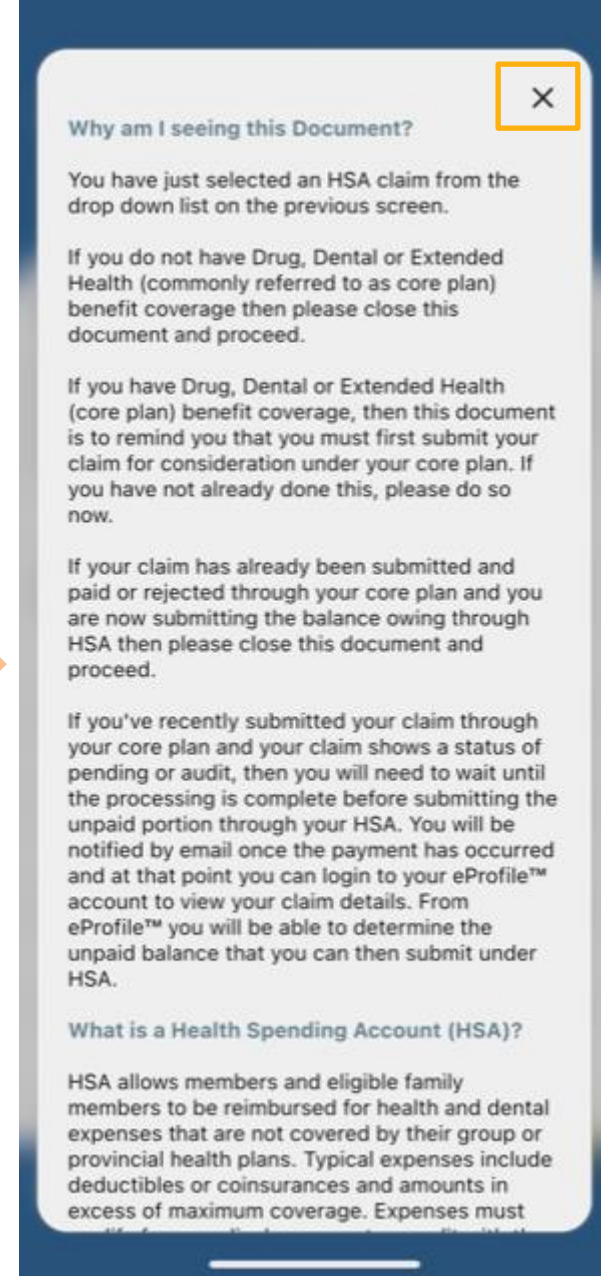 Why am I seeing this Document?
You have just selected an HSA claim from the
drop down list on the previous screen.
If you do not have Drug, Dental or Extended
Health (commonly referred to as core plan)
benefit coverage then please close this
document and proceed.
If you have Drug, Dental or Extended Health
(core plan) benefit coverage, then this document
is to remind you that you must first submit your
claim for consideration under your core plan. If
you have not already done this, please do so
now.
If your claim has already been submitted and
paid or rejected through your core plan and you
are now submitting the balance owing through
HSA then please close this document and
proceed.
If you've recently submitted your claim through
your core plan and your claim shows a status of
pending or audit, then you will need to wait until
the processing is complete before submitting the
unpaid portion through your HSA. You will be
notified by email once the payment has occurred
and at that point you can login to your eProfile™
account to view your claim details. From
eProfile™ you will be able to determine the
unpaid balance that you can then submit under
HSA.
What is a Health Spending Account (HSA)?
HSA allows members and eligible family
members to be reimbursed for health and dental
expenses that are not covered by their group or
provincial health plans. Typical expenses include
deductibles or coinsurances and amounts in
excess of maximum coverage. Expenses must